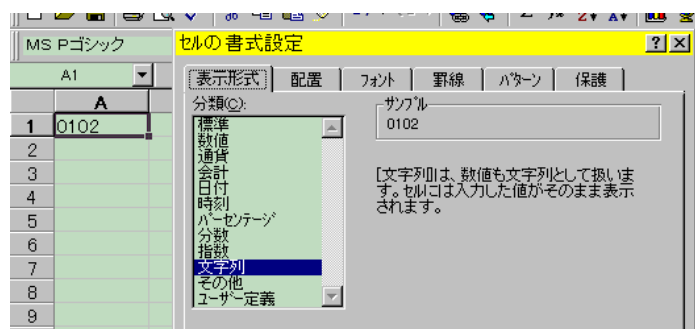 MS Pゴシック
セルの書式設定
A1
表示形式 配置 フォント 罫線 パターン 保護
A
分類(C):
サンプル
1 0102
標準
0102
数値
2
通貨
3
会計
[文字列]は、数値も文字列として扱いま
日付
す。セルには入力した値がそのまま表示
4
時刻
されます。
5
パーセンテージ
6
分数
指数
7
文字列
8
その他
ユーザー定義
9